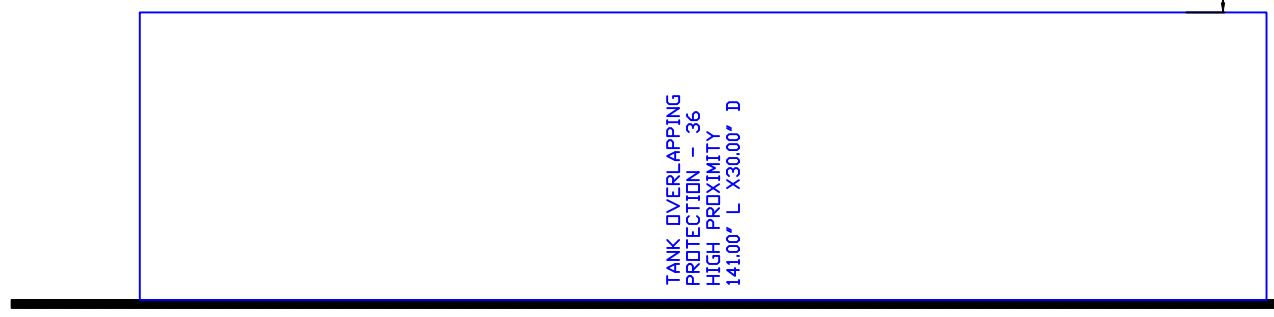 TANK OVERLAPPING
PROTECTION - 36
HIGH PROXIMITY
141.00" L X30.00" D